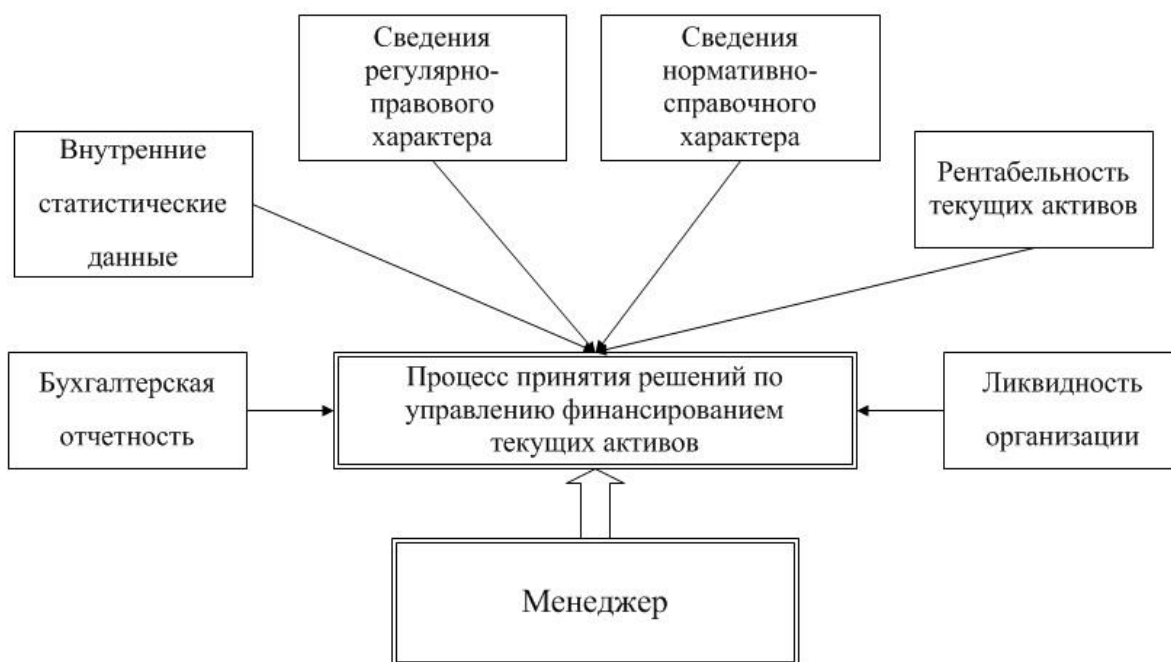 Сведения
регулярно-
правового
характера
Сведения
нормативно-
справочного
характера
Внутренние
статистические
данные
Рентабельность
текущих активов
Бухгалтерская
отчетность
Процесс принятия решений по
управлению финансированием
текущих активов
Ликвидность
организации
Менеджер